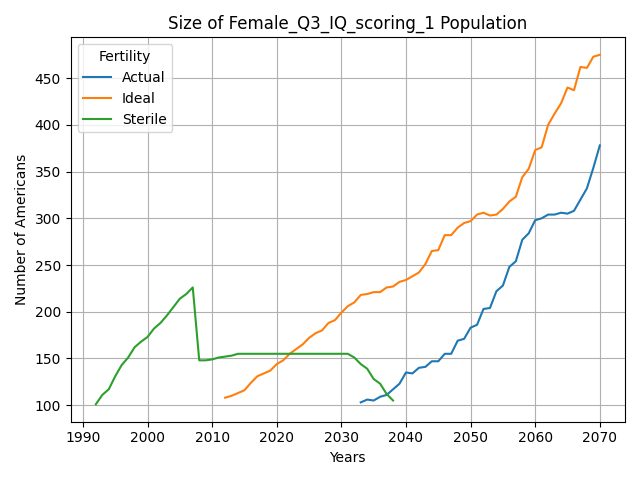 Size of Female_Q3_IQ_scoring_1 Population
Fertility
Actual
Ideal
Sterile
Number of Americans
450
400
350
300
250
200
150
100
1990 2000 2010 2020 2030 2040 2050 2060 2070
Years